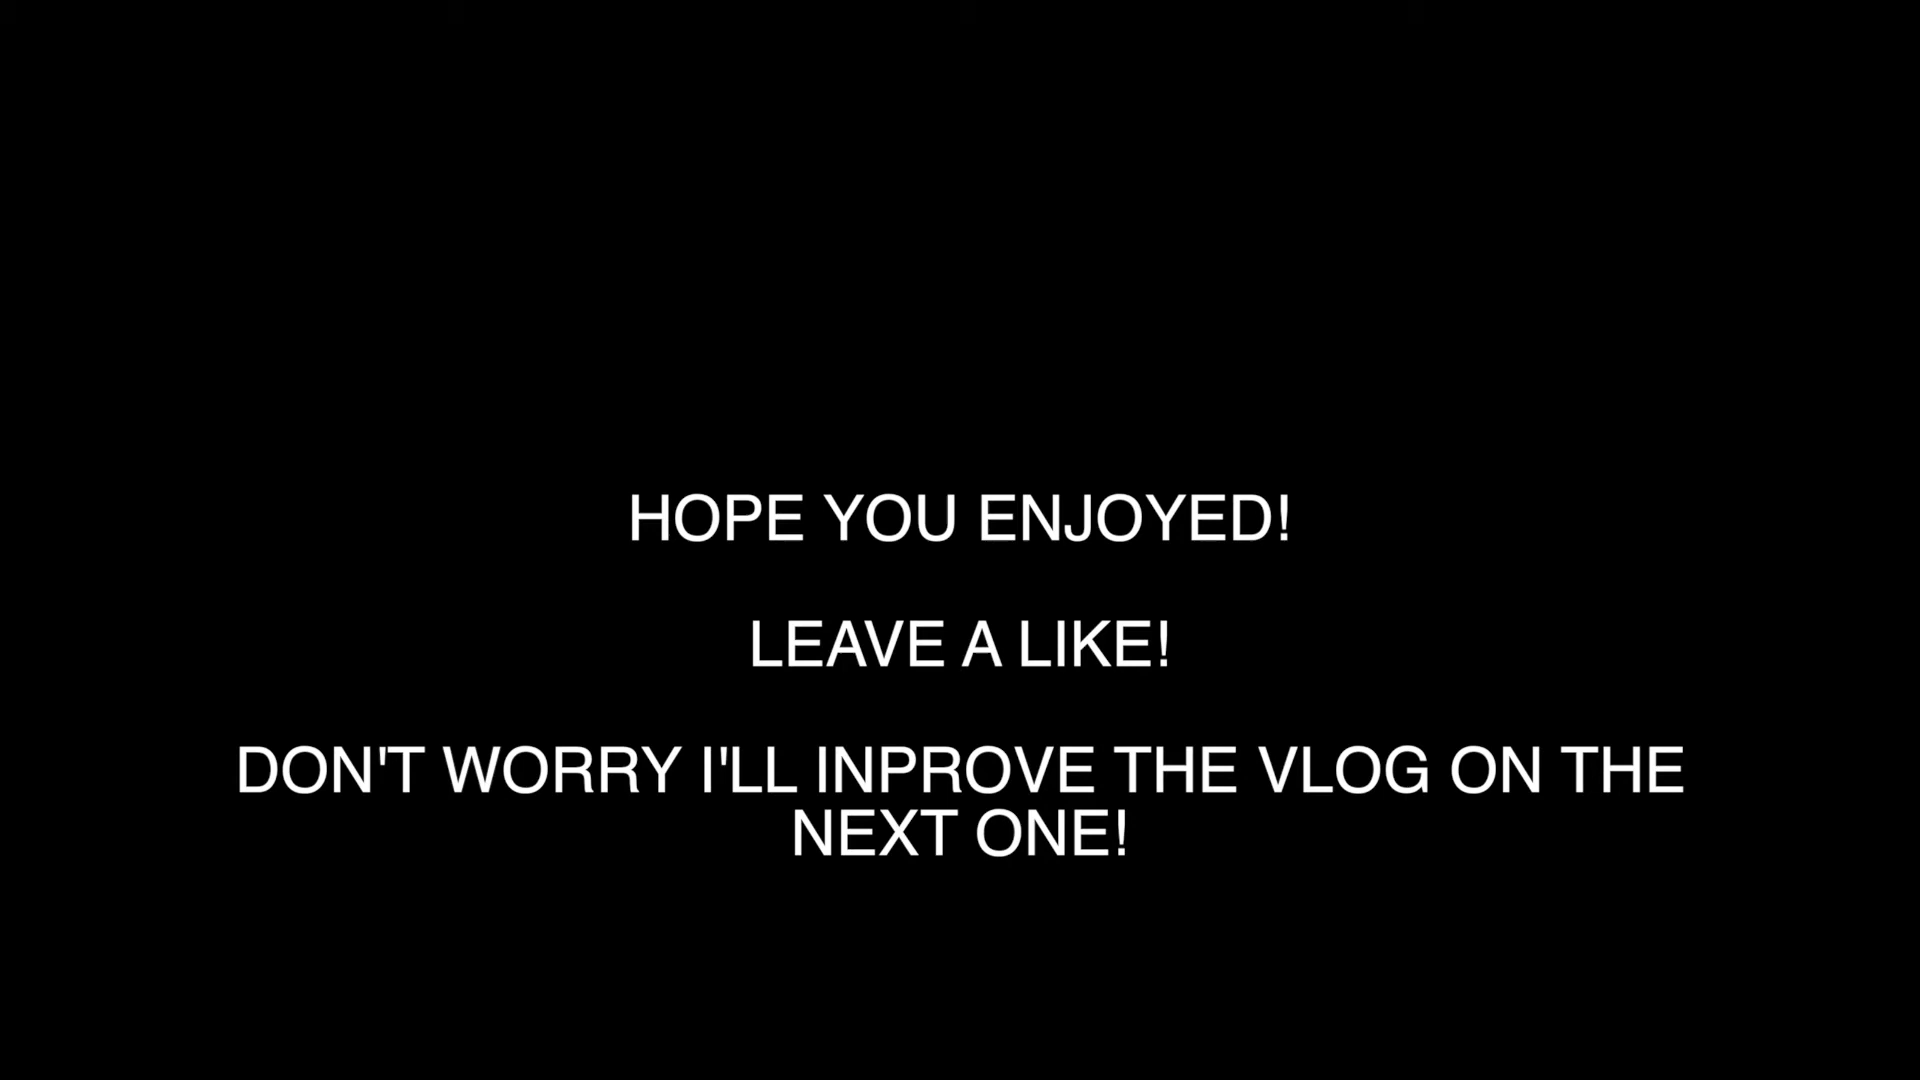 HOPE YOU ENJOYED!
LEAVE A LIKE!
DON'T WORRY I'LL INPROVE THE VLOG ON THE
NEXT ONE!